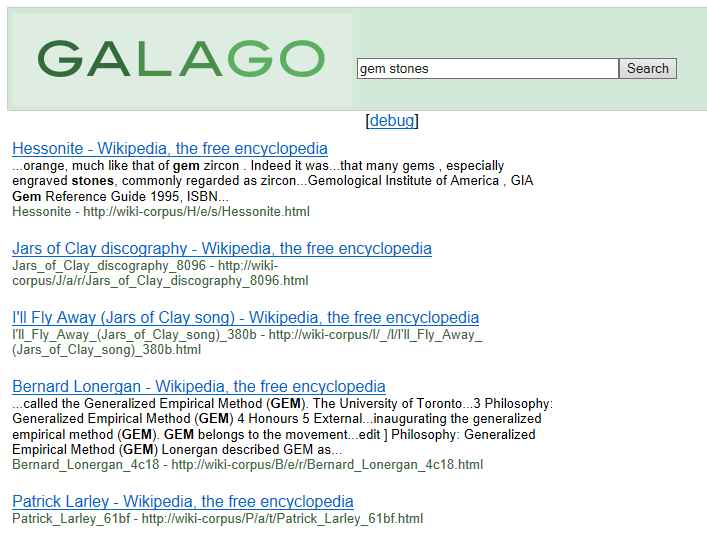 GALAGO
gem stones
Search
[debug]
Hessonite - Wikipedia, the free encyclopedia
...orange, much like that of gem zircon . Indeed it was...that many gems , especially
engraved stones, commonly regarded as zircon...Gemological Institute of America , GIA
Gem Reference Guide 1995, ISBN...
Hessonite - http://wiki-corpus/H/e/s/Hessonite.html
Jars of Clay discography - Wikipedia, the free encyclopedia
Jars_of_Clay_discography_8096 - http://wiki-
corpus/J/a/r/Jars_of_Clay_discography_8096.html
I'll Fly Away (Jars of Clay song) - Wikipedia, the free encyclopedia
I'll_Fly_Away_(Jars_of_Clay_song)_380b - http://wiki-corpus/I/_/l/I'll_Fly_Away_
(Jars_of_Clay_song)_380b.html
Bernard Lonergan - Wikipedia, the free encyclopedia
...called the Generalized Empirical Method (GEM). The University of Toronto...3 Philosophy:
Generalized Empirical Method (GEM) 4 Honours 5 External...inaugurating the generalized
empirical method (GEM). GEM belongs to the movement...edit ] Philosophy: Generalized
Empirical Method (GEM) Lonergan described GEM as...
Bernard_Lonergan_4c18 - http://wiki-corpus/B/e/r/Bernard_Lonergan_4c18.html
Patrick Larley - Wikipedia, the free encyclopedia
Patrick_Larley_61bf - http://wiki-corpus/P/a/t/Patrick_Larley_61bf.html